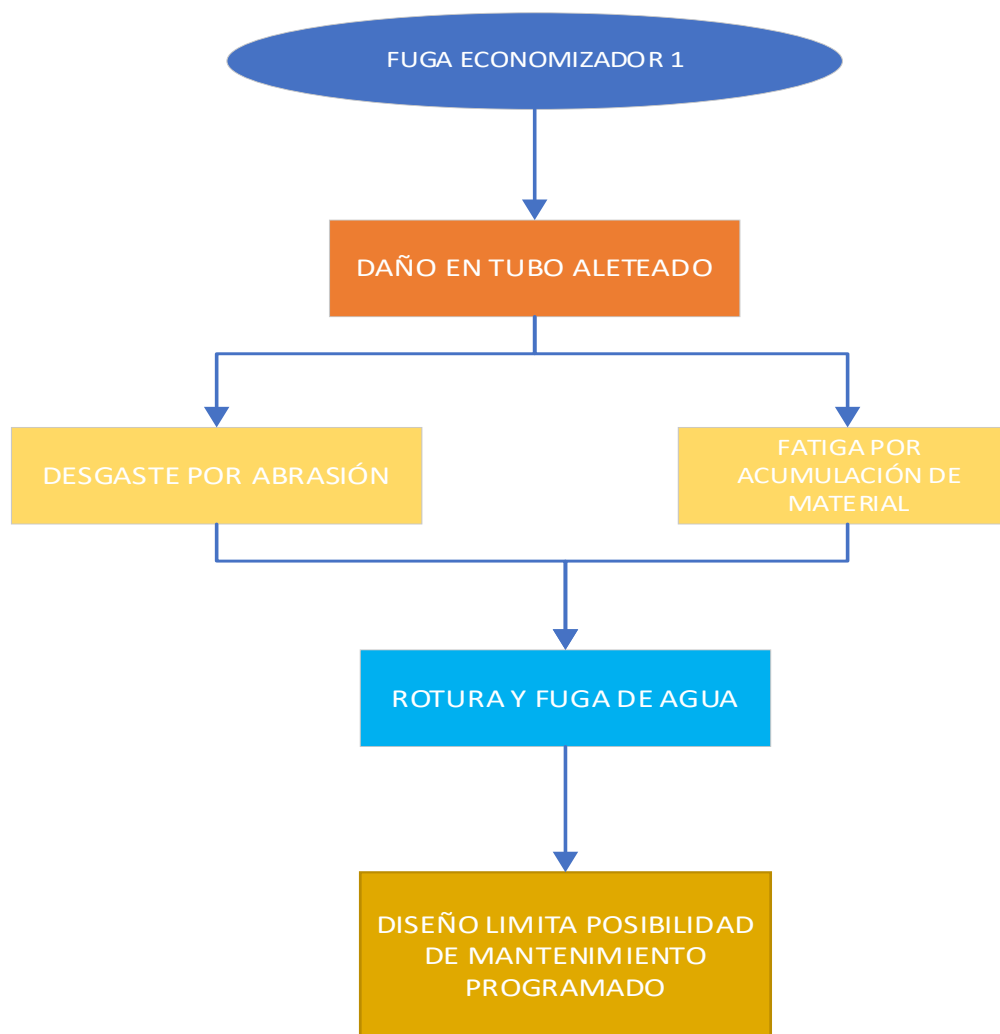 FUGA ECONOMIZADOR 1
DAÑO EN TUBO ALETEADO
DESGASTE POR ABRASIÓN
FATIGA POR
ACUMULACIÓN DE
MATERIAL
ROTURA Y FUGA DE AGUA
DISEÑO LIMITA POSIBILIDAD
DE MANTENIMIENTO
PROGRAMADO